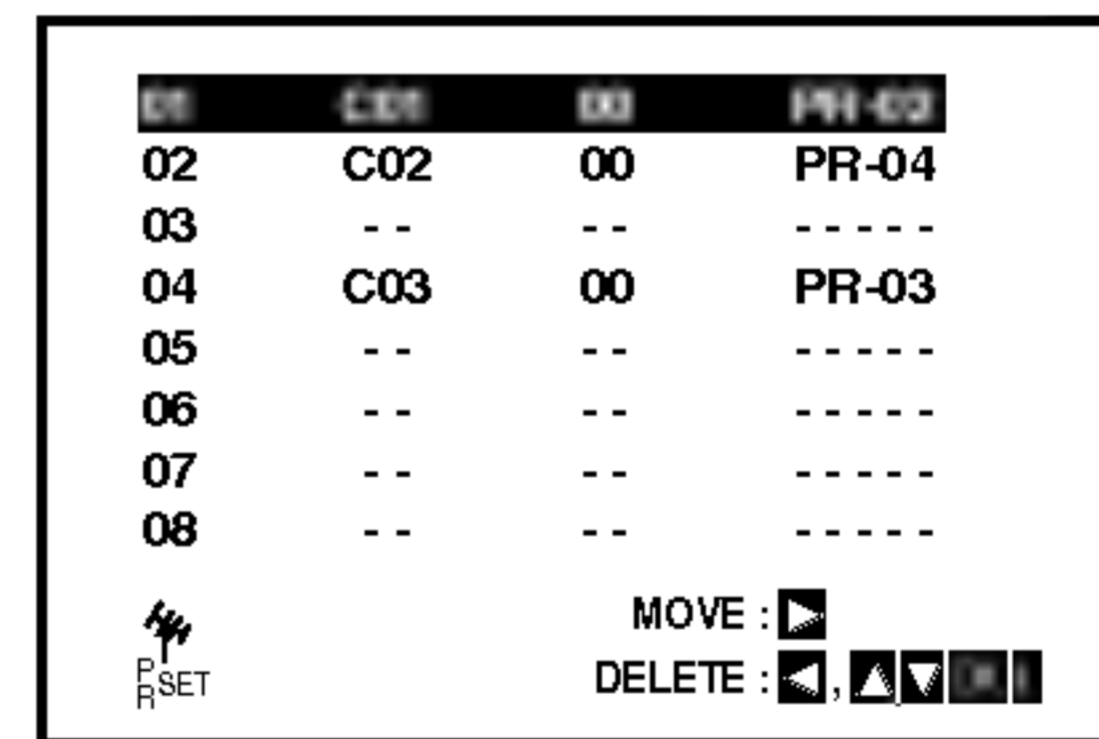 02 C02 00 PR-04
03 -- -- -----
04 C03 00 PR-03
05 -- -- -----
06 -- -- -----
07 -- -- -----
08 -- -- -----
MOVE : ▷
PR SET
DELETE : ◁ , △ ▽